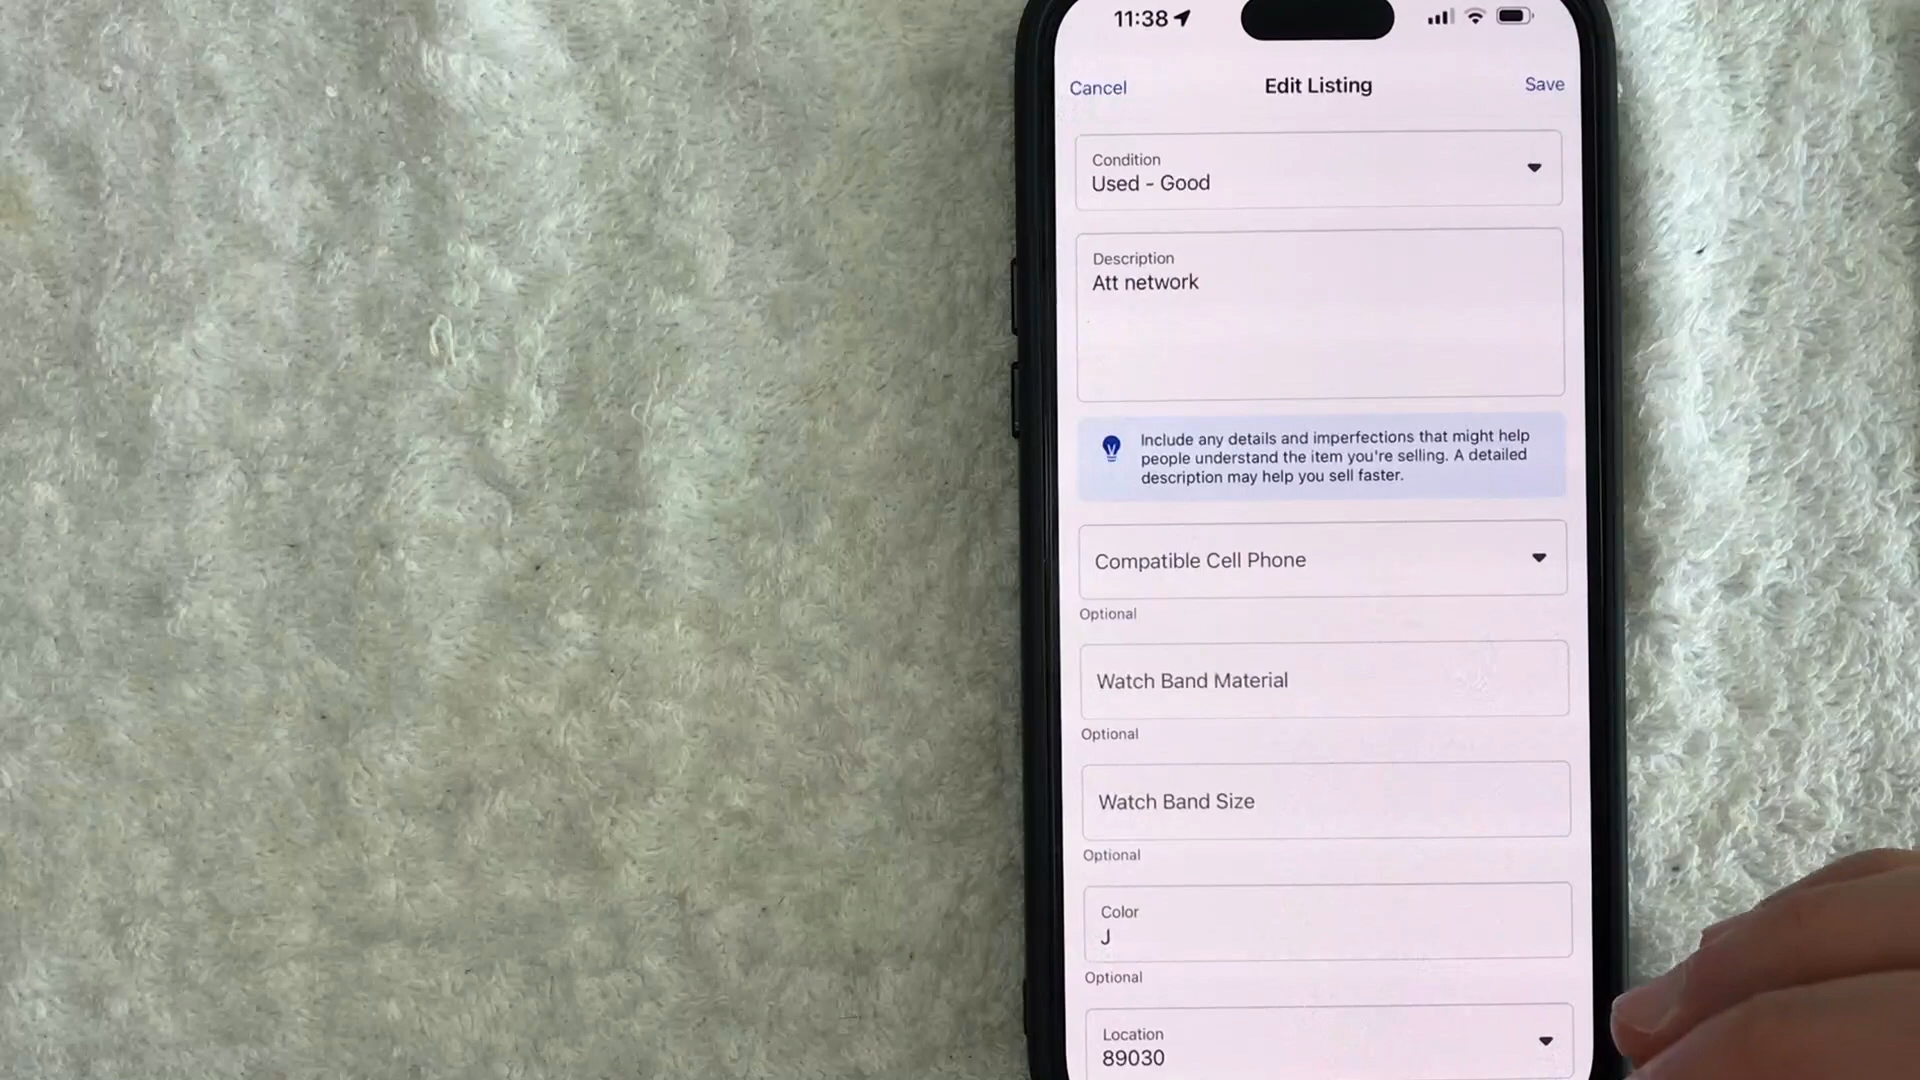 11:38
Cancel
Edit Listing
Save
Condition
Used - Good
Description
Att network
Include any details and imperfections that might help
people understand the item you're selling. A detailed
description may help you sell faster.
Compatible Cell Phone
Optional
Watch Band Material
Optional
Watch Band Size
Optional
Color
J
Optional
Location
89030